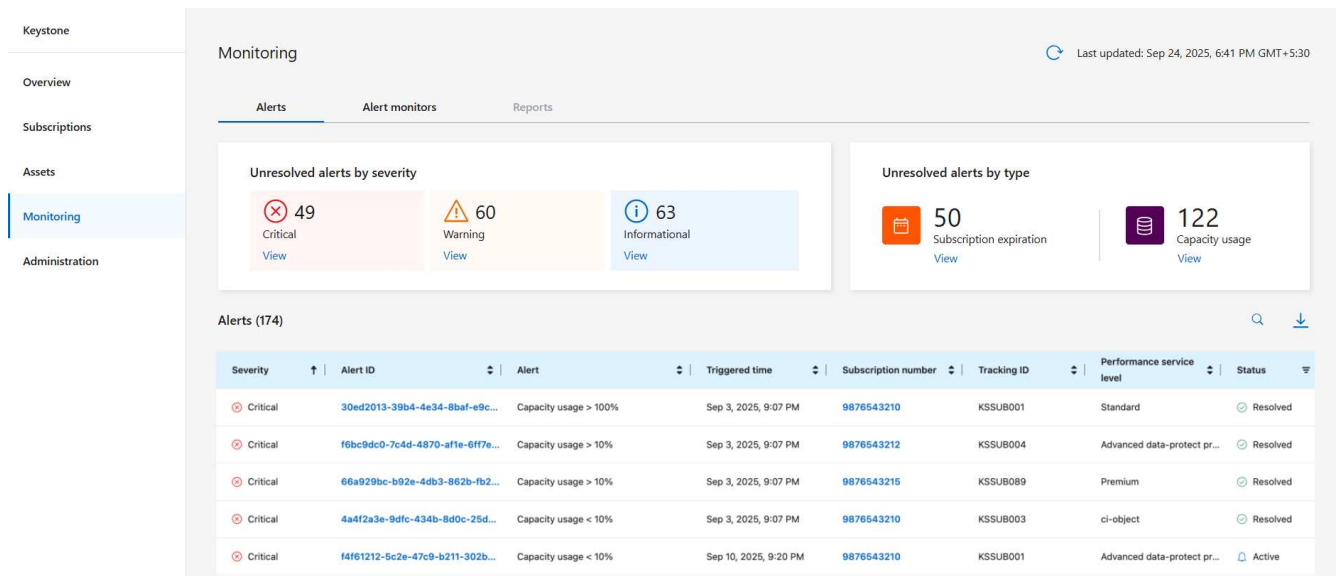 Keystone
Overview
Subscriptions
Assets
Monitoring
Administration
Monitoring
Last updated: Sep 24, 2025, 6:41 PM GMT+5:30
Alerts Alert monitors Reports
Unresolved alerts by severity
49
Critical
View
60
Warning
View
63
Informational
View
Unresolved alerts by type
50
Subscription expiration
View
122
Capacity usage
View
Alerts (174)
Severity Alert ID Alert Triggered time Subscription number Tracking ID Performance service level Status
Critical 30ed2013-39b4-4e34-8baf-e9c... Capacity usage > 100% Sep 3, 2025, 9:07 PM 9876543210 KSSUB001 Standard Resolved
Critical f6bc9dc0-7c4d-4870-af1e-6ff7e... Capacity usage > 10% Sep 3, 2025, 9:07 PM 9876543212 KSSUB004 Advanced data-protect pr... Resolved
Critical 66a929bc-b92e-4db3-862b-fb2... Capacity usage > 10% Sep 3, 2025, 9:07 PM 9876543215 KSSUB089 Premium Resolved
Critical 4a4f2a3e-9dfc-434b-8d0c-25d... Capacity usage < 10% Sep 3, 2025, 9:07 PM 9876543210 KSSUB003 ci-object Resolved
Critical f4f61212-5c2e-47c9-b211-302b... Capacity usage < 10% Sep 10, 2025, 9:20 PM 9876543210 KSSUB001 Advanced data-protect pr... Active